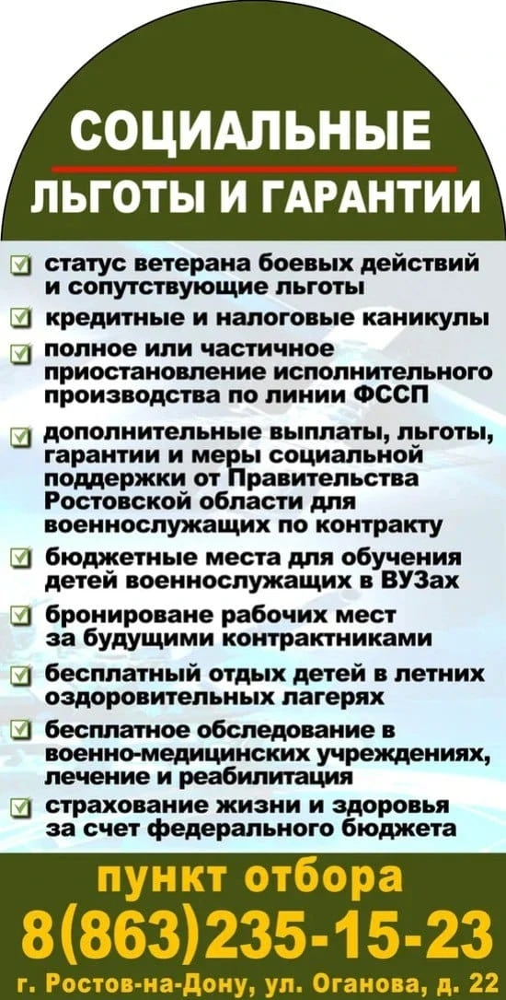 СОЦИАЛЬНЫЕ
ЛЬГОТЫ И ГАРАНТИИ
статус ветерана боевых действий
и сопутствующие льготы
кредитные и налоговые каникулы
полное или частичное
приостановление исполнительного
производства по линии ФССП
дополнительные выплаты, льготы,
гарантии и меры социальной
поддержки от Правительства
Ростовской области для
военнослужащих по контракту
бюджетные места для обучения
детей военнослужащих в ВУЗах
бронироване рабочих мест
за будущими контрактниками
бесплатный отдых детей в летних
оздоровительных лагерях
бесплатное обследование в
военно-медицинских учреждениях,
лечение и реабилитация
страхование жизни и здоровья
за счет федерального бюджета
пункт отбора
8(863)235-15-23
г. Ростов-на-Дону, ул. Оганова, д. 22